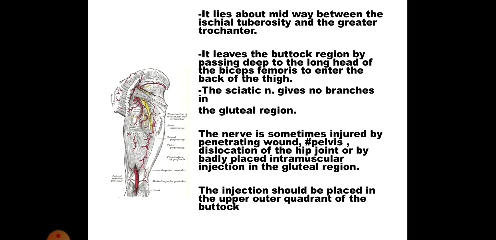 -It lies about mid way between the
ischial tuberosity and the greater
trochanter.
-It leaves the buttock region by
passing deep to the long head of
the biceps femoris to enter the
back of the thigh.
-The sciatic n. gives no branches
in
the gluteal region.
The nerve is sometimes injured by
penetrating wound, #pelvis ,
dislocation of the hip joint or by
badly placed intramuscular
injection in the gluteal region.
The injection should be placed in
the upper outer quadrant of the
buttock